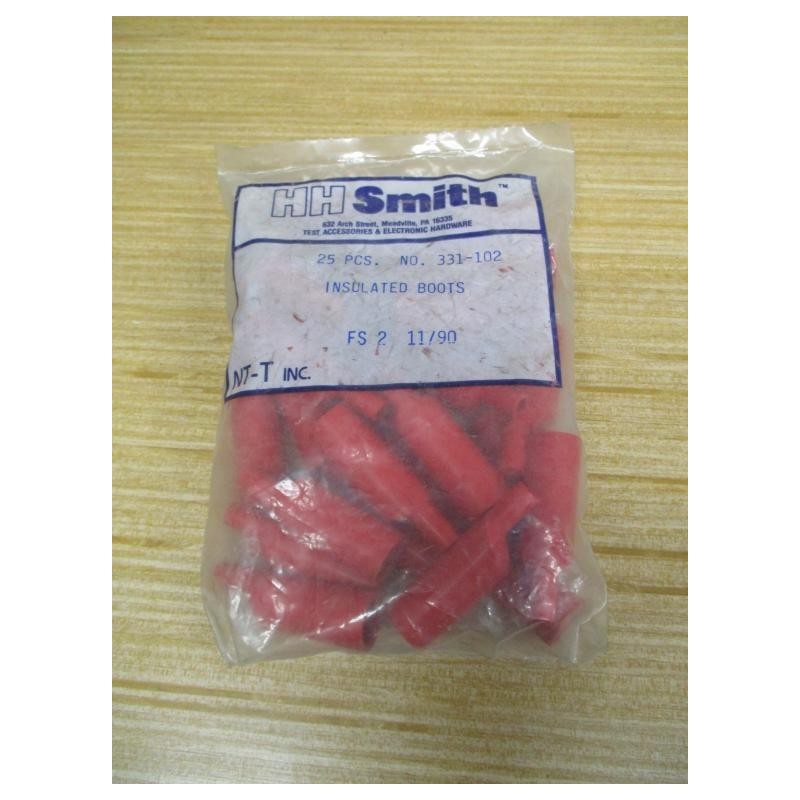 HH Smith™
632 Arch Street, Meadville, PA 16335
TEST ACCESSORIES & ELECTRONIC HARDWARE
25 PCS. NO. 331-102
INSULATED BOOTS
FS 2 11/90
NT-T INC.